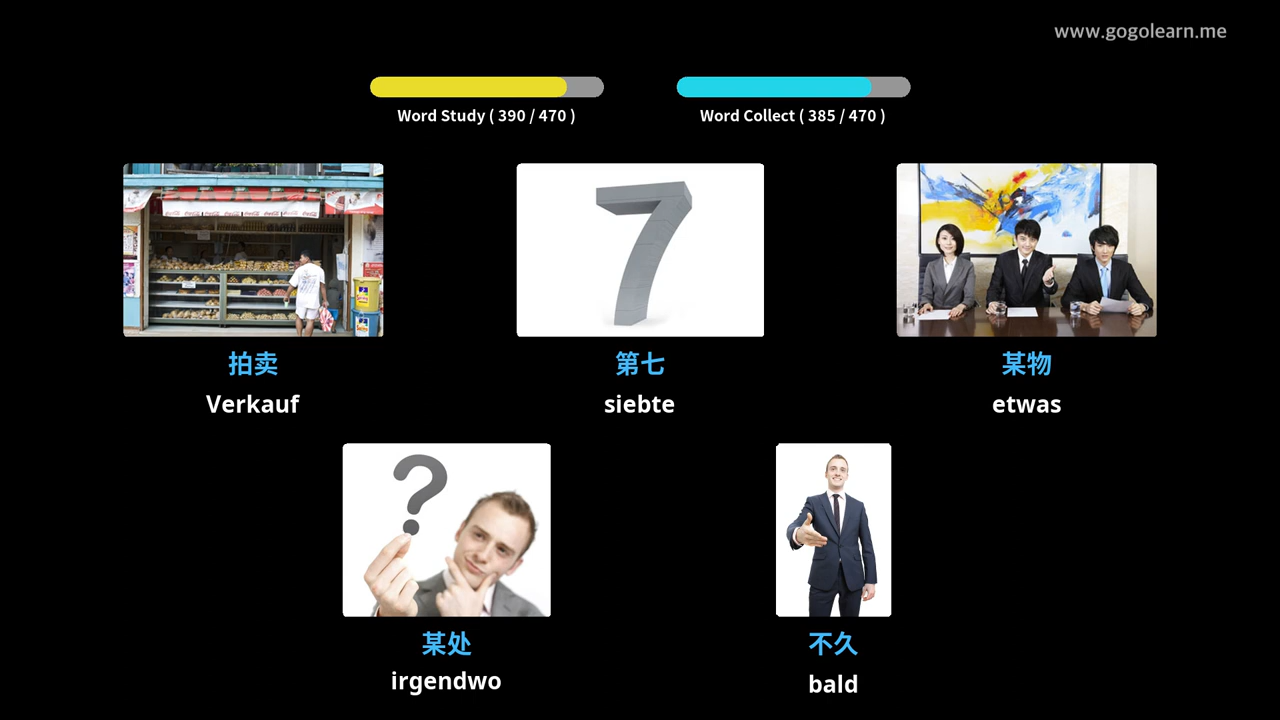 www.gogolearn.me
Word Study ( 390 / 470 )
Word Collect ( 385 / 470 )
拍卖
Verkauf
第七
siebte
某物
etwas
某处
irgendwo
不久
bald